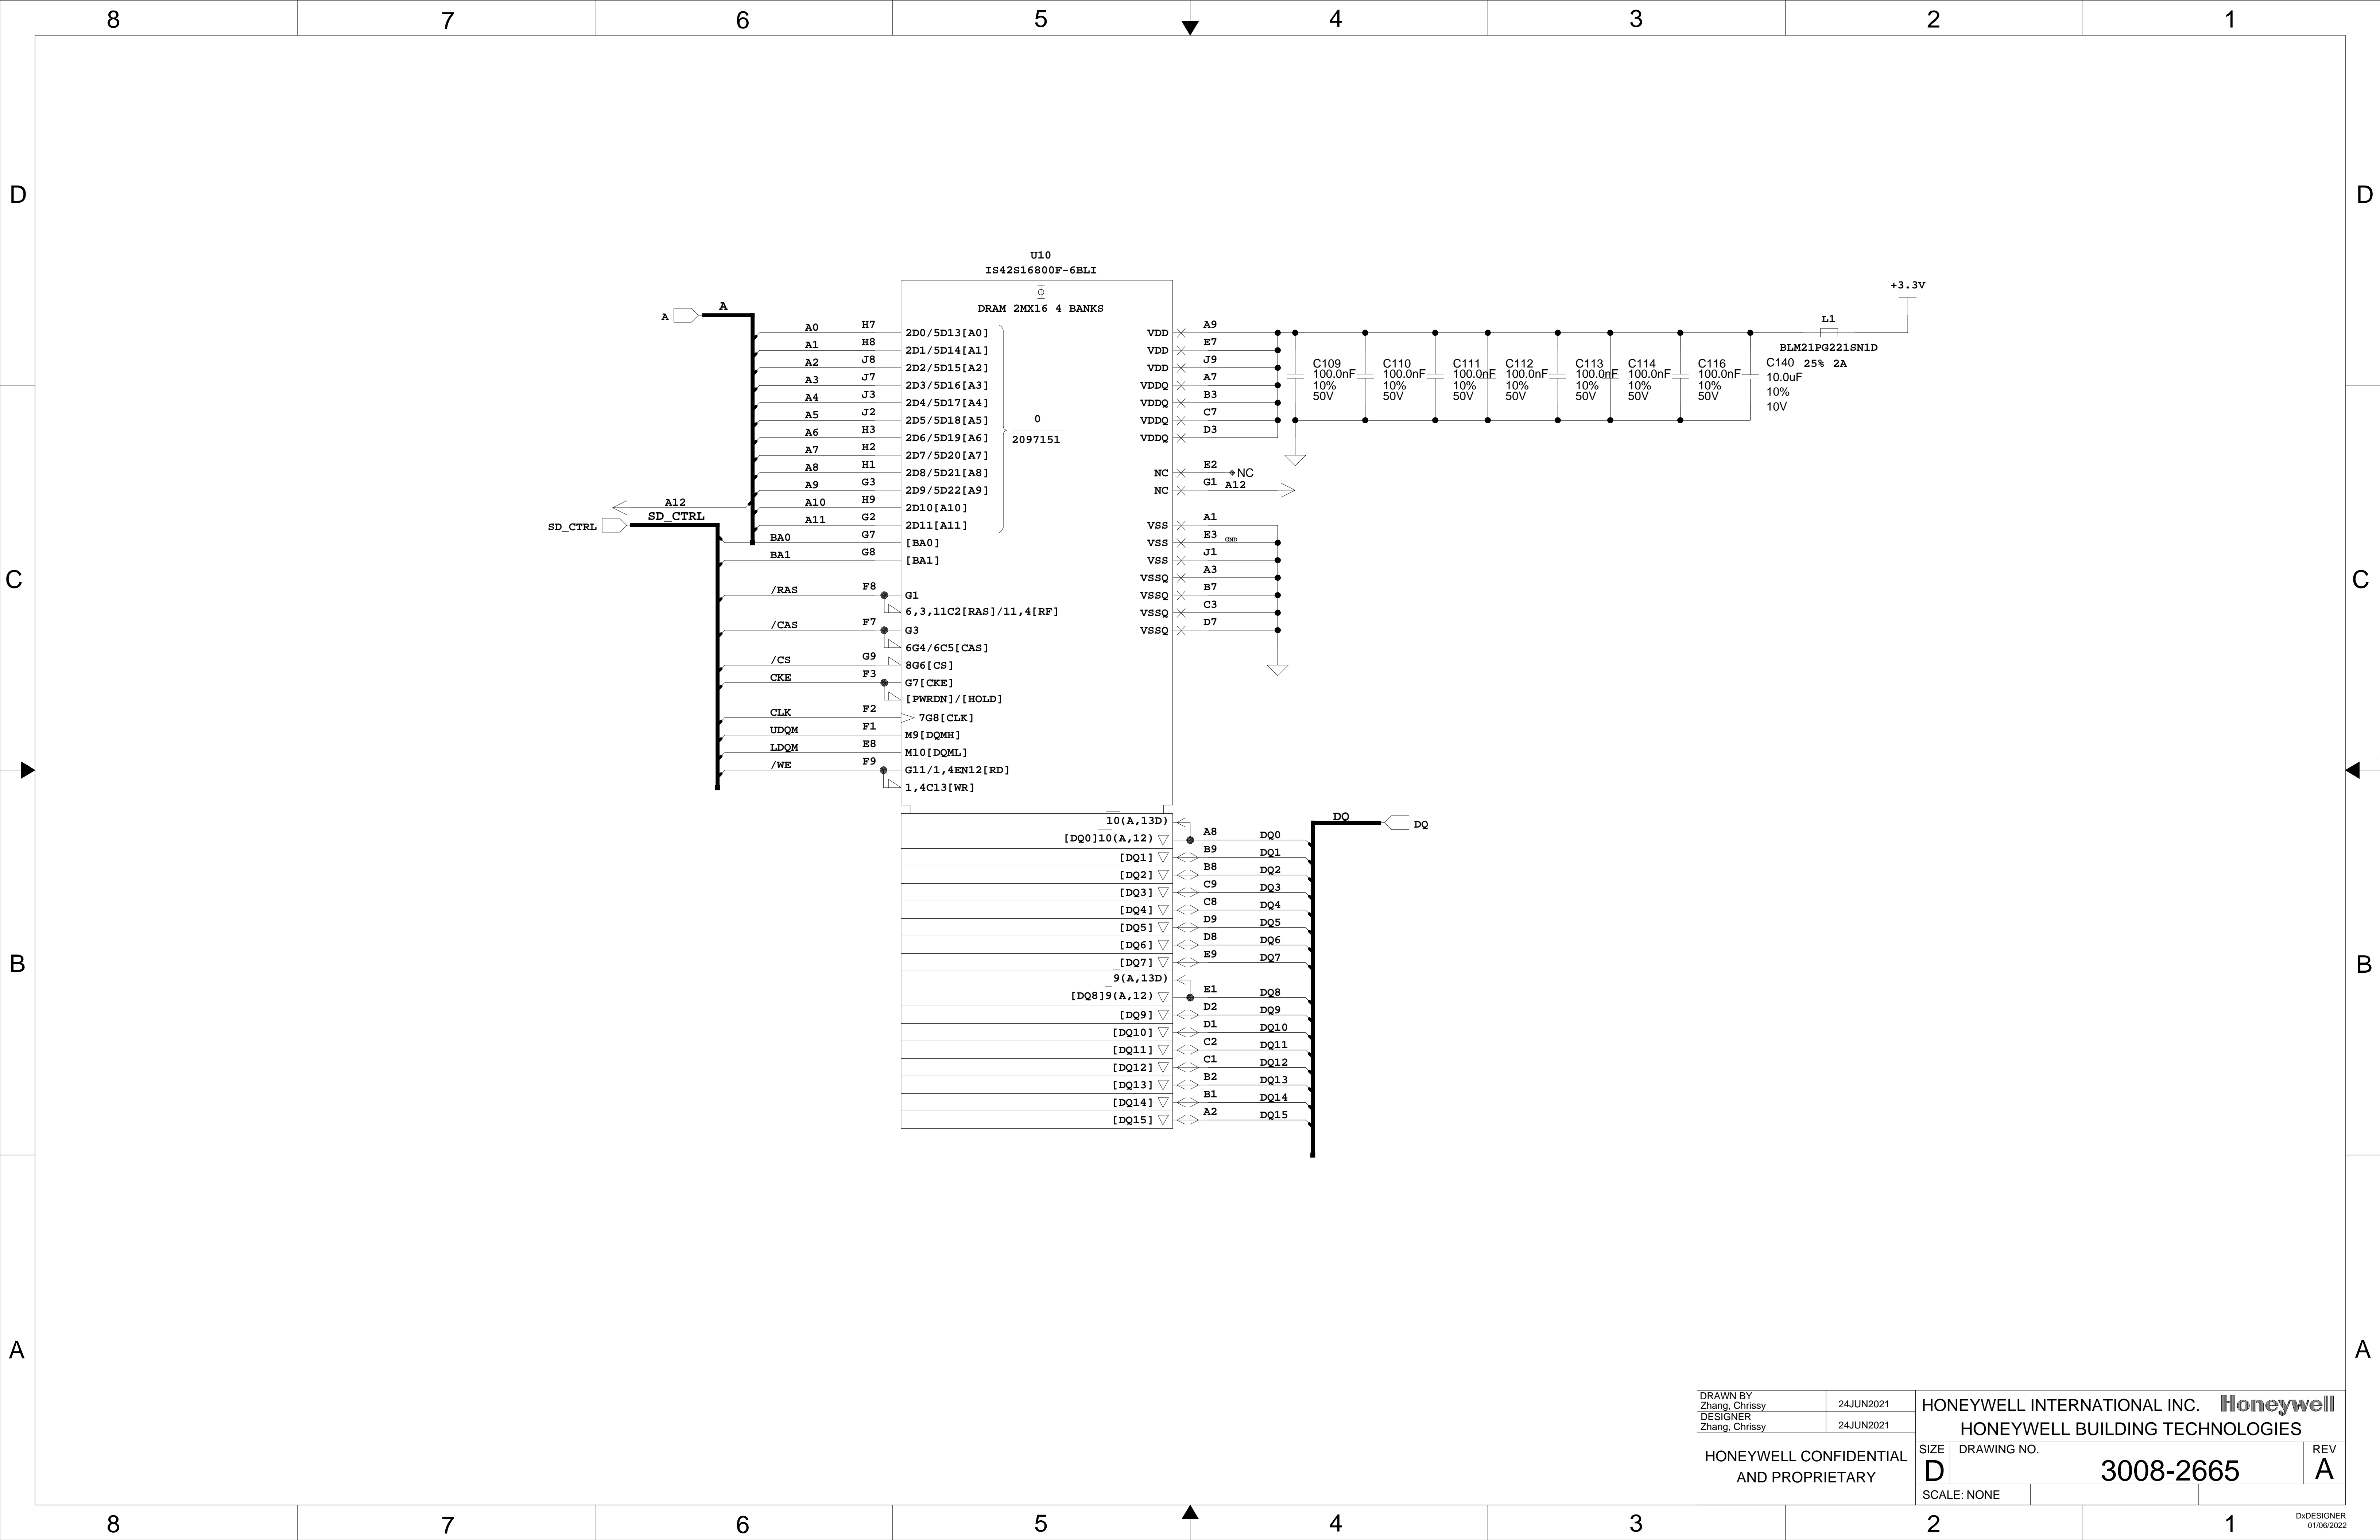 8 7 6 5 4 3 2 1
D D
C C
B B
A A
U10
IS42S16800F-6BLI
DRAM 2MX16 4 BANKS
A A
A0 H7 2D0/5D13[A0]
A1 H8 2D1/5D14[A1]
A2 J8 2D2/5D15[A2]
A3 J7 2D3/5D16[A3]
A4 J3 2D4/5D17[A4]
A5 J2 2D5/5D18[A5]
A6 H3 2D6/5D19[A6]
A7 H2 2D7/5D20[A7]
A8 H1 2D8/5D21[A8]
A9 G3 2D9/5D22[A9]
A12 A10 H9 2D10[A10]
SD_CTRL SD_CTRL A11 G2 2D11[A11]
0
2097151
BA0 G7 [BA0]
BA1 G8 [BA1]
/RAS F8 G1
6,3,11C2[RAS]/11,4[RF]
/CAS F7 G3
6G4/6C5[CAS]
/CS G9 8G6[CS]
CKE F3 G7[CKE]
[PWRDN]/[HOLD]
CLK F2 7G8[CLK]
UDQM F1 M9[DQMH]
LDQM E8 M10[DQML]
/WE F9 G11/1,4EN12[RD]
1,4C13[WR]
VDD A9
VDD E7
VDD J9
VDDQ A7
VDDQ B3
VDDQ C7
VDDQ D3
NC E2 NC
NC G1 A12
VSS A1
VSS E3 GND
VSS J1
VSSQ A3
VSSQ B7
VSSQ C3
VSSQ D7
C109
100.0nF
10%
50V
C110
100.0nF
10%
50V
C111
100.0nF
10%
50V
C112
100.0nF
10%
50V
C113
100.0nF
10%
50V
C114
100.0nF
10%
50V
C116
100.0nF
10%
50V
C140
10.0uF
10%
10V
+3.3V
L1
BLM21PG221SN1D
25% 2A
10(A,13D)
[DQ0]10(A,12) A8 DQ0
[DQ1] B9 DQ1
[DQ2] B8 DQ2
[DQ3] C9 DQ3
[DQ4] C8 DQ4
[DQ5] D9 DQ5
[DQ6] D8 DQ6
[DQ7] E9 DQ7
9(A,13D)
[DQ8]9(A,12) E1 DQ8
[DQ9] D2 DQ9
[DQ10] D1 DQ10
[DQ11] C2 DQ11
[DQ12] C1 DQ12
[DQ13] B2 DQ13
[DQ14] B1 DQ14
[DQ15] A2 DQ15
DQ DQ
DRAWN BY
Zhang, Chrissy 24JUN2021
DESIGNER
Zhang, Chrissy 24JUN2021
HONEYWELL CONFIDENTIAL
AND PROPRIETARY
HONEYWELL INTERNATIONAL INC. Honeywell
HONEYWELL BUILDING TECHNOLOGIES
SIZE DRAWING NO. REV
D 3008-2665 A
SCALE: NONE
8 7 6 5 4 3 2 1
DxDESIGNER
01/06/2022